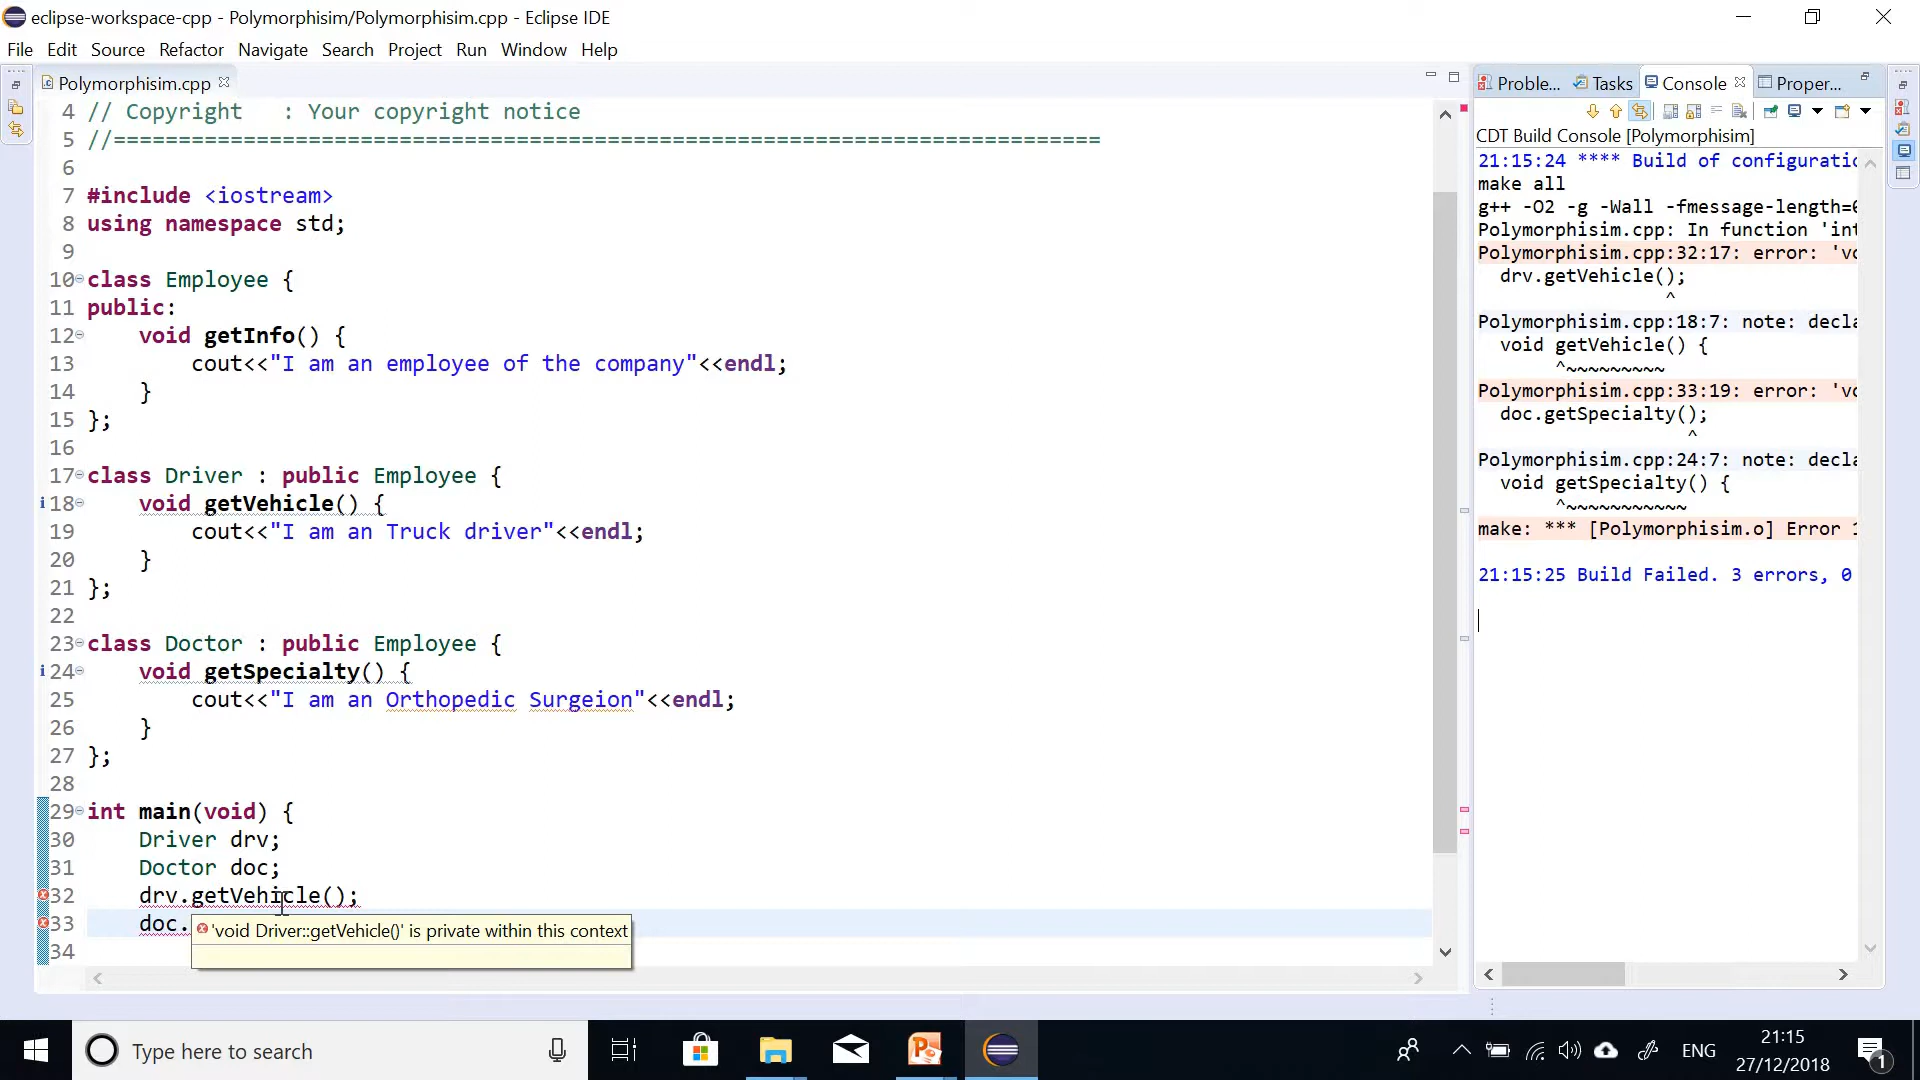 eclipse-workspace-cpp - Polymorphisim/Polymorphisim.cpp - Eclipse IDE
File Edit Source Refactor Navigate Search Project Run Window Help
Polymorphisim.cpp
4 // Copyright   : Your copyright notice
5 //============================================================================
6
7 #include <iostream>
8 using namespace std;
9
10 class Employee {
11 public:
12     void getInfo() {
13         cout<<"I am an employee of the company"<<endl;
14     }
15 };
16
17 class Driver : public Employee {
18     void getVehicle() {
19         cout<<"I am an Truck driver"<<endl;
20     }
21 };
22
23 class Doctor : public Employee {
24     void getSpecialty() {
25         cout<<"I am an Orthopedic Surgeion"<<endl;
26     }
27 };
28
29 int main(void) {
30     Driver drv;
31     Doctor doc;
32     drv.getVehicle();
33     doc.
'void Driver::getVehicle()' is private within this context
34
Proble... Tasks Console Proper...
CDT Build Console [Polymorphisim]
21:15:24 **** Build of configuratic
make all
g++ -O2 -g -Wall -fmessage-length=0
Polymorphisim.cpp: In function 'int
Polymorphisim.cpp:32:17: error: 'vo
drv.getVehicle();
^
Polymorphisim.cpp:18:7: note: decla
void getVehicle() {
^~~~~~~~~~
Polymorphisim.cpp:33:19: error: 'vo
doc.getSpecialty();
^
Polymorphisim.cpp:24:7: note: decla
void getSpecialty() {
^~~~~~~~~~~~
make: *** [Polymorphisim.o] Error 1
21:15:25 Build Failed. 3 errors, 0
Type here to search
ENG
21:15
27/12/2018
1